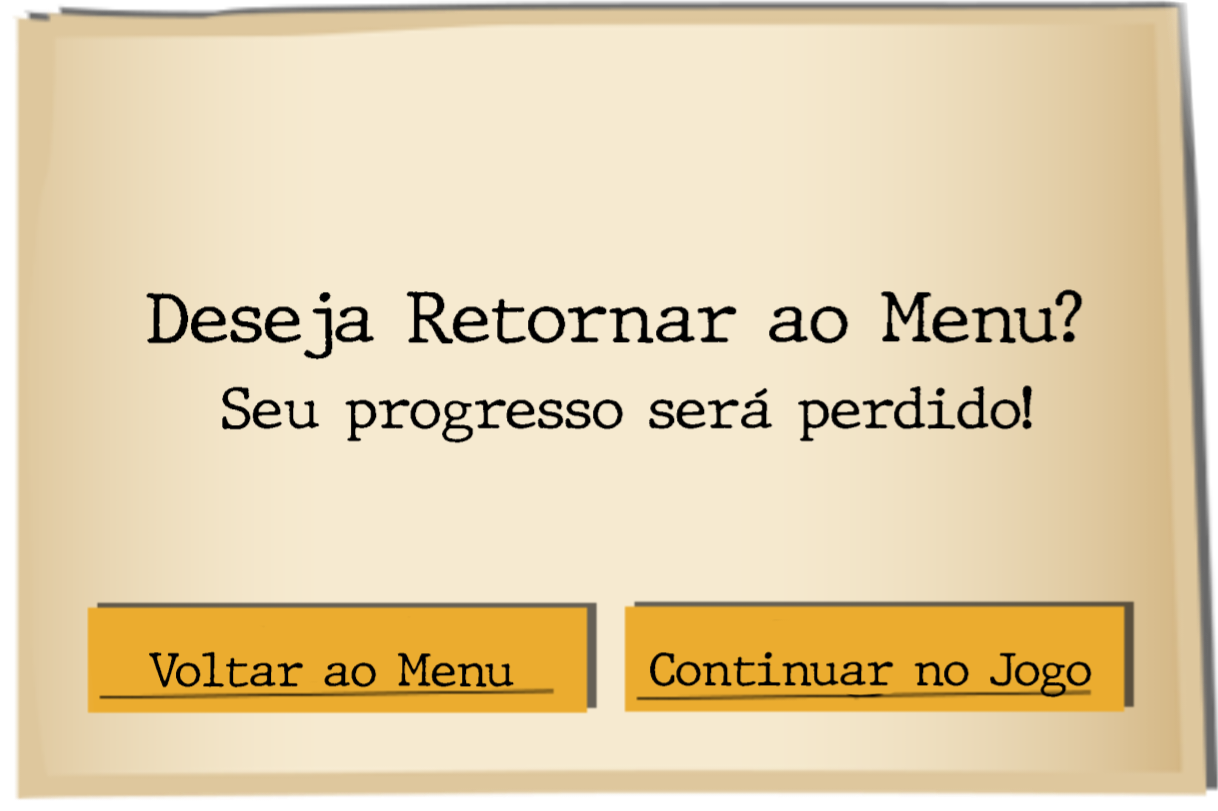 Deseja Retornar ao Menu?
Seu progresso será perdido!
Voltar ao Menu
Continuar no Jogo